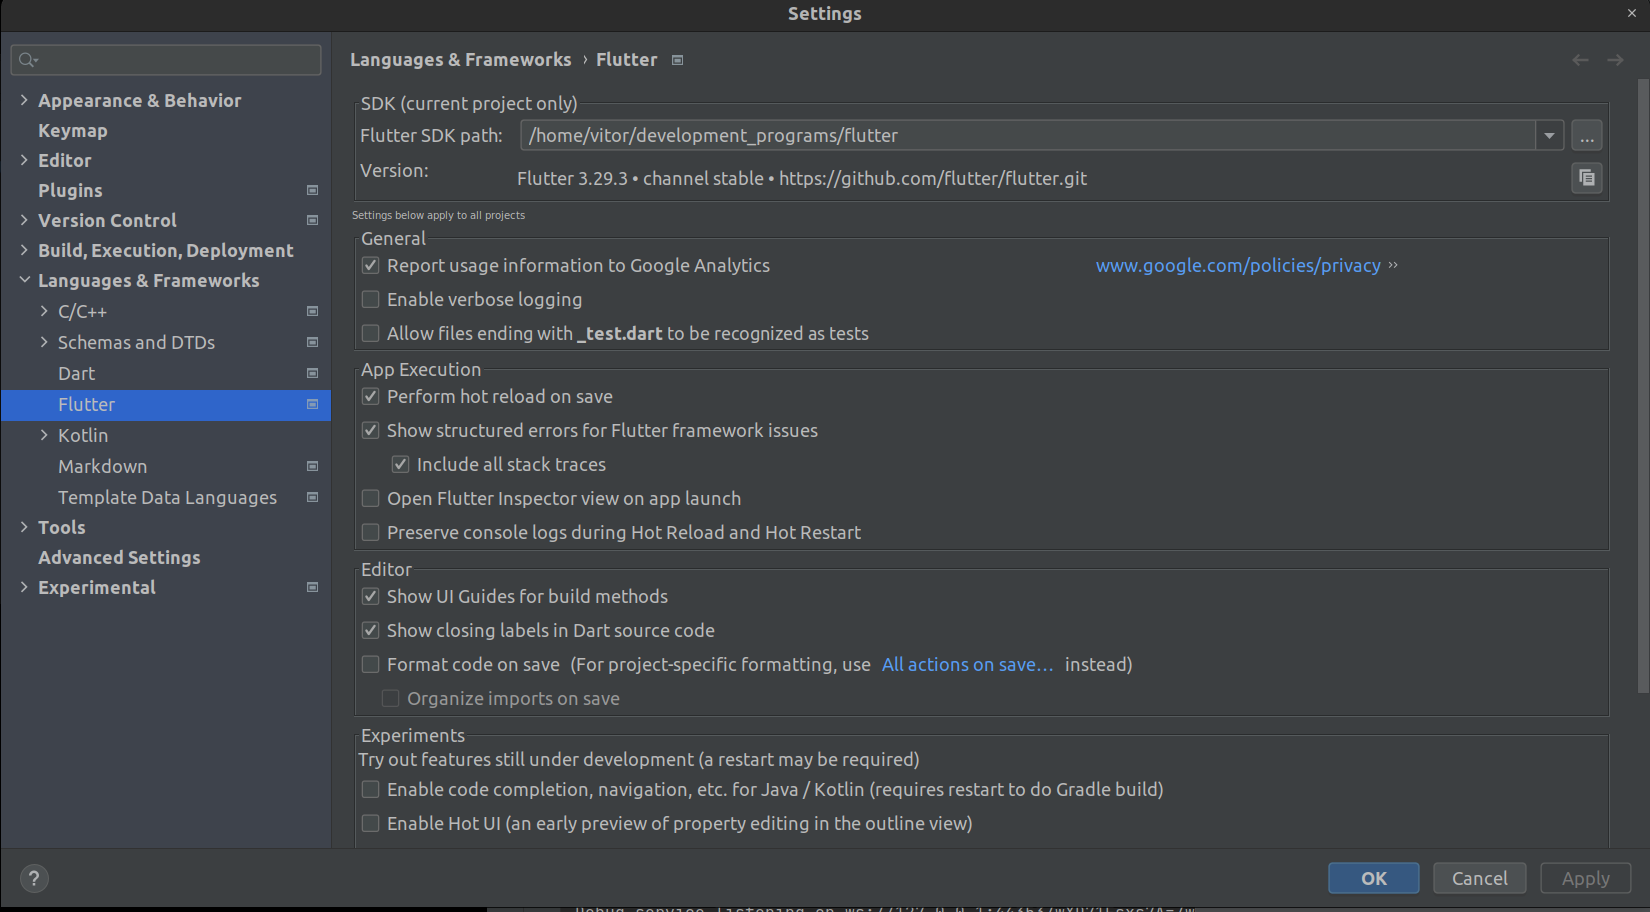 Settings
Appearance & Behavior
Keymap
Editor
Plugins
Version Control
Build, Execution, Deployment
Languages & Frameworks
C/C++
Schemas and DTDs
Dart
Flutter
Kotlin
Markdown
Template Data Languages
Tools
Advanced Settings
Experimental
Languages & Frameworks › Flutter
SDK (current project only)
Flutter SDK path: /home/vitor/development_programs/flutter
...
Version:
Flutter 3.29.3 • channel stable • https://github.com/flutter/flutter.git
Settings below apply to all projects
General
Report usage information to Google Analytics www.google.com/policies/privacy ››
Enable verbose logging
Allow files ending with _test.dart to be recognized as tests
App Execution
Perform hot reload on save
Show structured errors for Flutter framework issues
Include all stack traces
Open Flutter Inspector view on app launch
Preserve console logs during Hot Reload and Hot Restart
Editor
Show UI Guides for build methods
Show closing labels in Dart source code
Format code on save (For project-specific formatting, use All actions on save... instead)
Organize imports on save
Experiments
Try out features still under development (a restart may be required)
Enable code completion, navigation, etc. for Java / Kotlin (requires restart to do Gradle build)
Enable Hot UI (an early preview of property editing in the outline view)
? OK Cancel Apply